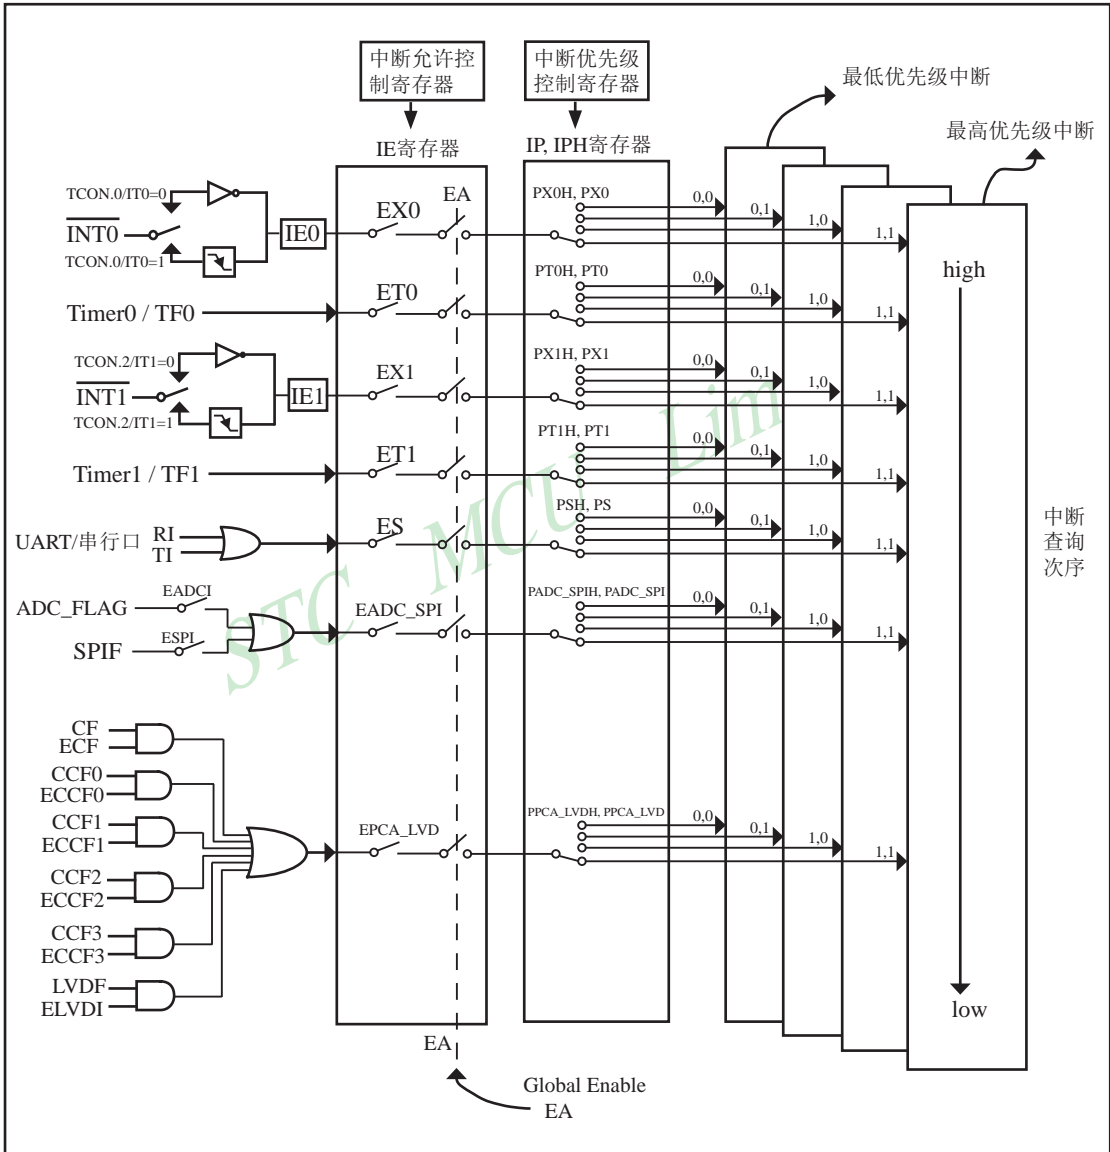 中断允许控
制寄存器
中断优先级
控制寄存器
最低优先级中断
最高优先级中断
IE寄存器
IP, IPH寄存器
TCON.0/IT0=0
INT0
TCON.0/IT0=1
IE0
EX0
EA
PX0H, PX0
0,0
0,1
1,0
1,1
high
Timer0 / TF0
ET0
PT0H, PT0
0,0
0,1
1,0
1,1
TCON.2/IT1=0
INT1
TCON.2/IT1=1
IE1
EX1
PX1H, PX1
0,0
0,1
1,0
1,1
Timer1 / TF1
ET1
PT1H, PT1
0,0
0,1
1,0
1,1
UART/串行口
RI
TI
ES
PSH, PS
0,0
0,1
1,0
1,1
中断
查询
次序
ADC_FLAG
EADCI
SPIF
ESPI
EADC_SPI
PADC_SPIH, PADC_SPI
0,0
0,1
1,0
1,1
STC MCU Lim
CF
ECF
CCF0
ECCF0
CCF1
ECCF1
CCF2
ECCF2
CCF3
ECCF3
LVDF
ELVDI
EPCA_LVD
PPCA_LVDH, PPCA_LVD
0,0
0,1
1,0
1,1
low
EA
Global Enable
EA